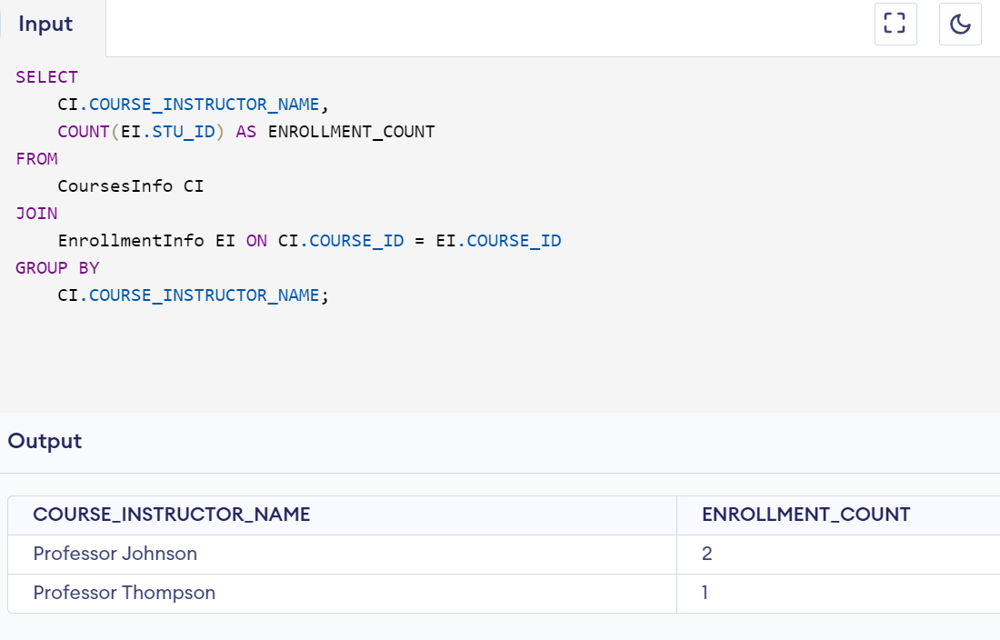 Input
SELECT
    CI.COURSE_INSTRUCTOR_NAME,
    COUNT(EI.STU_ID) AS ENROLLMENT_COUNT
FROM
    CoursesInfo CI
JOIN
    EnrollmentInfo EI ON CI.COURSE_ID = EI.COURSE_ID
GROUP BY
    CI.COURSE_INSTRUCTOR_NAME;
Output
COURSE_INSTRUCTOR_NAME ENROLLMENT_COUNT
Professor Johnson 2
Professor Thompson 1